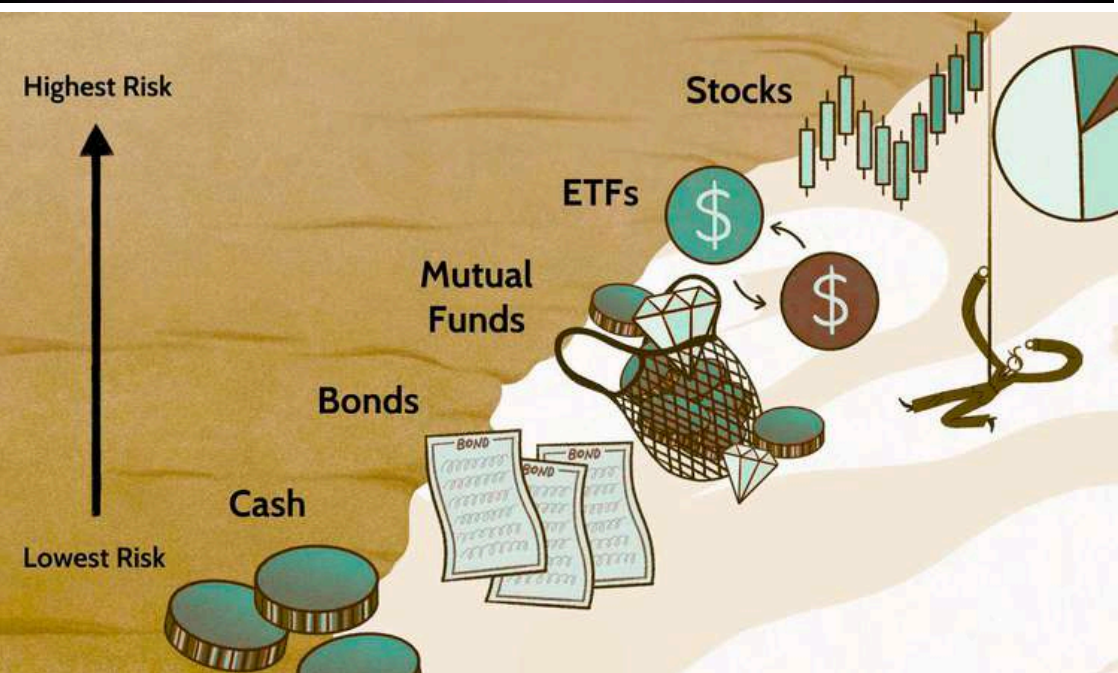 Highest Risk
Stocks
$
ETFs
$
Mutual
Funds
Bonds
BOND
BOND
BOND
Cash
Lowest Risk